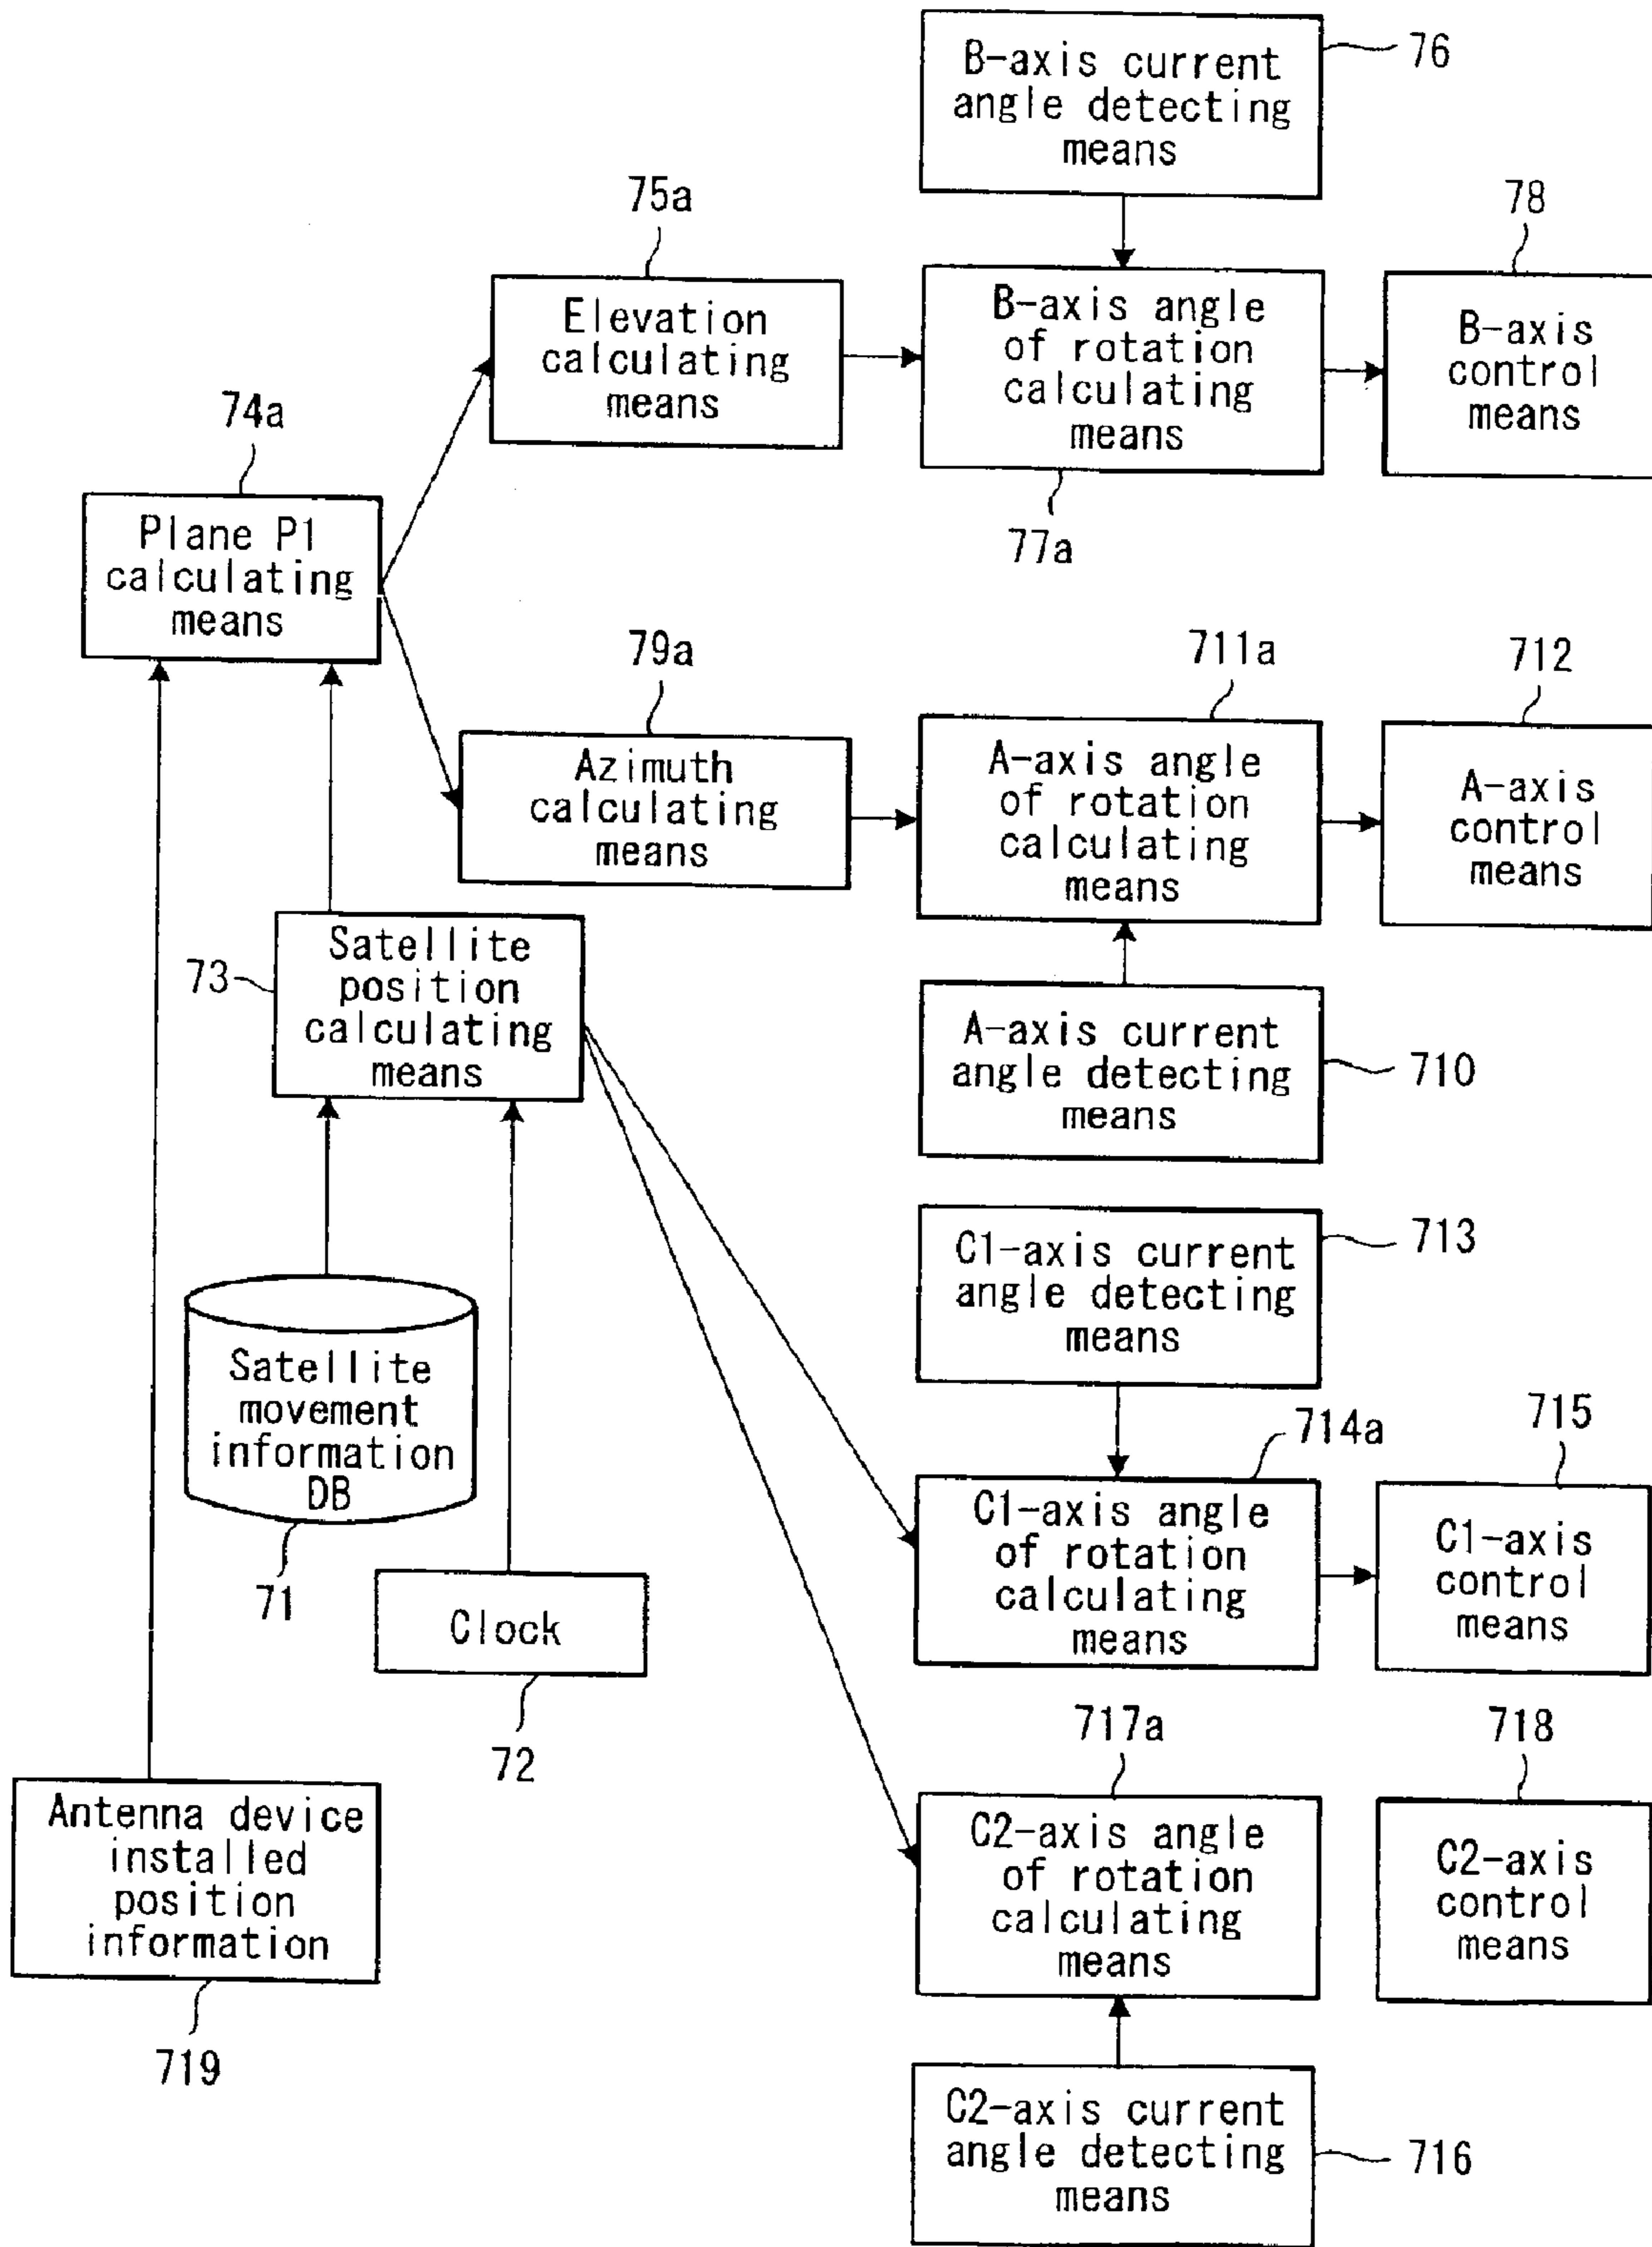 B-axis current
angle detecting
means
76
75a
78
Elevation
calculating
means
B-axis angle
of rotation
calculating
means
B-axis
control
means
74a
77a
Plane P1
calculating
means
79a
711a
712
Azimuth
calculating
means
A-axis angle
of rotation
calculating
means
A-axis
control
means
73
Satellite
position
calculating
means
A-axis current
angle detecting
means
710
C1-axis current
angle detecting
means
713
Satellite
movement
information
DB
71
714a
715
C1-axis angle
of rotation
calculating
means
C1-axis
control
means
Clock
72
717a
718
Antenna device
installed
position
information
719
C2-axis angle
of rotation
calculating
means
C2-axis
control
means
C2-axis current
angle detecting
means
716